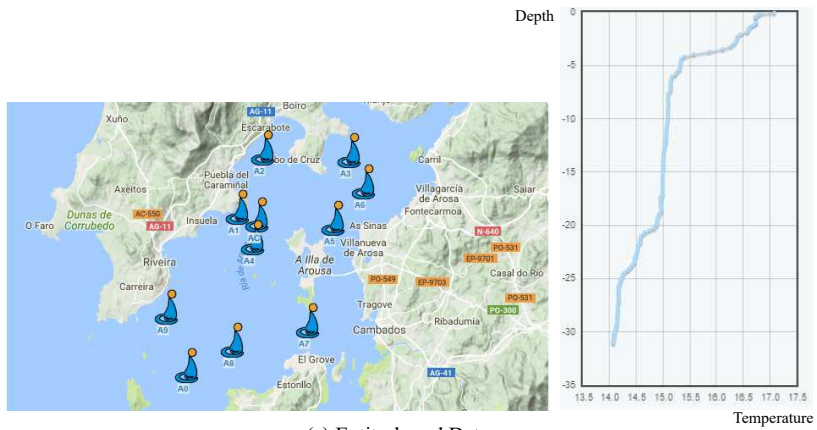 Depth
0
-5
-10
-15
-20
-25
-30
-35
13.5 14.0 14.5 15.0 15.5 16.0 16.5 17.0 17.5
Temperature
Boiro
AG-11
Xuño
Escarabote
A2
bo de Cruz
A3
Carril
Puebla del
Caramiñal
A6
Axeitos
Vilagarcía
de Arosa
Saiar
Dunas de
Corrubedo
AC-550
Insuela
A1
AC
Fontecarmoa
O Faro
AG-11
A5
As Sinas
N-640
Villanueva
de Arosa
PO-531
Riveira
A4
A Illa de
Arousa
EP-9701
Casal do Río
Carreira
PO-549
EP-9703
PO-531
Tragove
PO-300
A9
Ribadumia
Cambados
A7
A8
El Grove
AG-41
A0
Estonllo